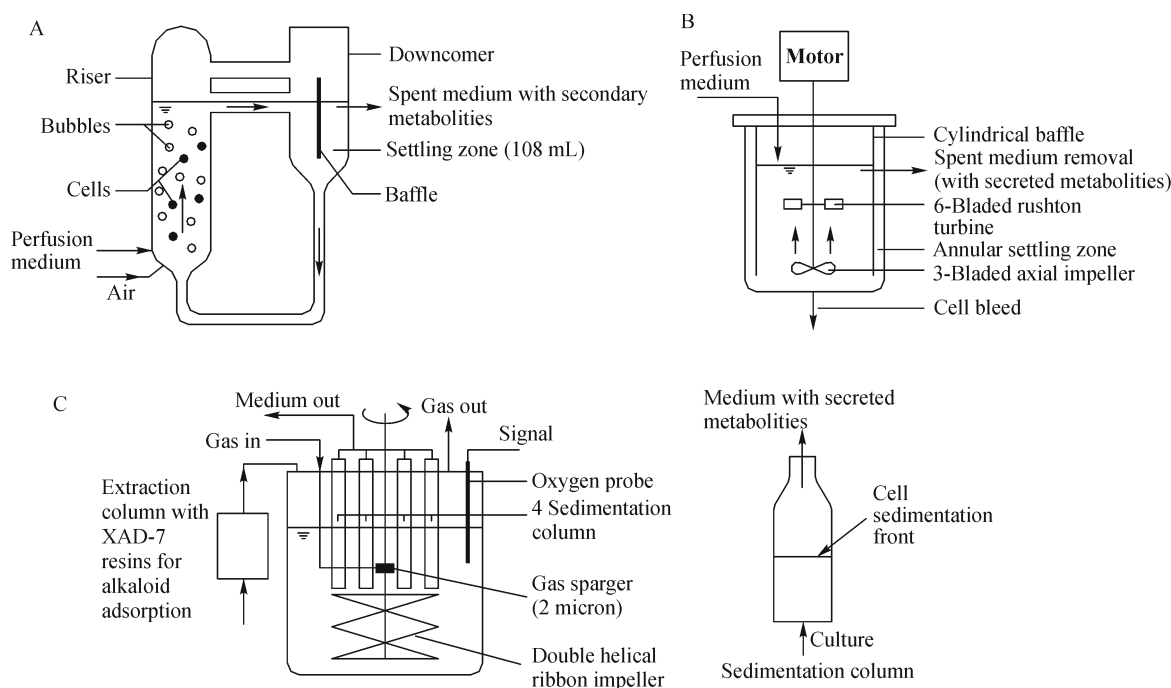 A
Riser
Bubbles
Cells
Perfusion
medium
Air
Downcomer
Spent medium with secondary
metabolities
Settling zone (108 mL)
Baffle
B
Perfusion
medium
Motor
Cylindrical baffle
Spent medium removal
(with secreted metabolities)
6-Bladed rushton
turbine
Annular settling zone
3-Bladed axial impeller
Cell bleed
C
Medium out
Gas out
Gas in
Signal
Extraction
column with
XAD-7
resins for
alkaloid
adsorption
Oxygen probe
4 Sedimentation
column
Gas sparger
(2 micron)
Double helical
ribbon impeller
Medium with secreted
metabolities
Cell
sedimentation
front
Culture
Sedimentation column